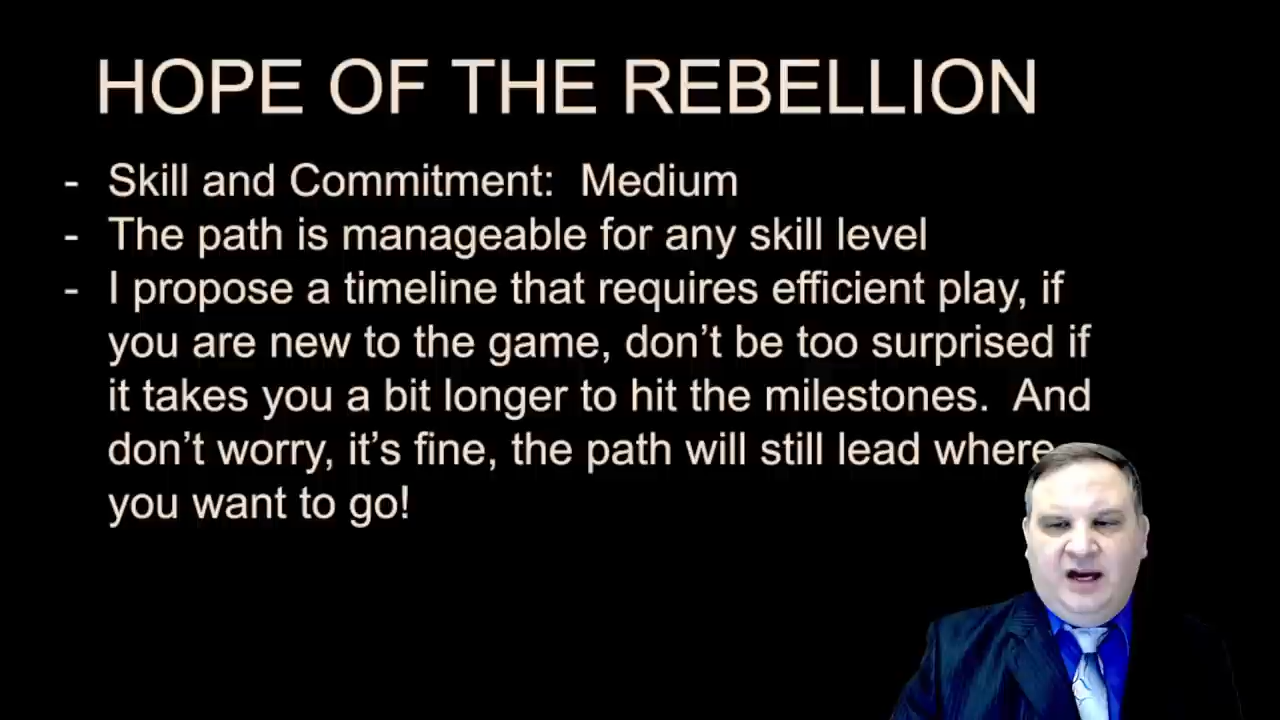 HOPE OF THE REBELLION
- Skill and Commitment: Medium
- The path is manageable for any skill level
- I propose a timeline that requires efficient play, if
you are new to the game, don’t be too surprised if
it takes you a bit longer to hit the milestones. And
don’t worry, it’s fine, the path will still lead where
you want to go!